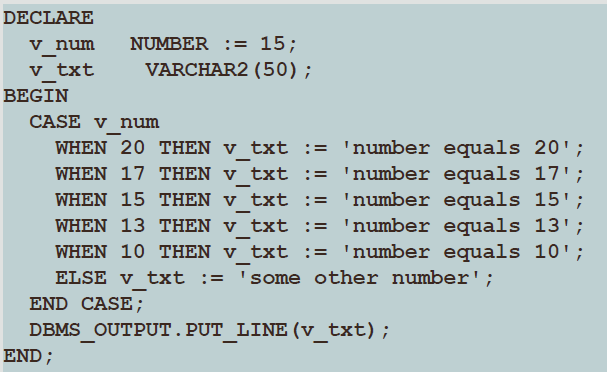 DECLARE
v_num NUMBER := 15;
v_txt VARCHAR2(50);
BEGIN
CASE v_num
WHEN 20 THEN v_txt := 'number equals 20';
WHEN 17 THEN v_txt := 'number equals 17';
WHEN 15 THEN v_txt := 'number equals 15';
WHEN 13 THEN v_txt := 'number equals 13';
WHEN 10 THEN v_txt := 'number equals 10';
ELSE v_txt := 'some other number';
END CASE;
DBMS_OUTPUT.PUT_LINE(v_txt);
END;